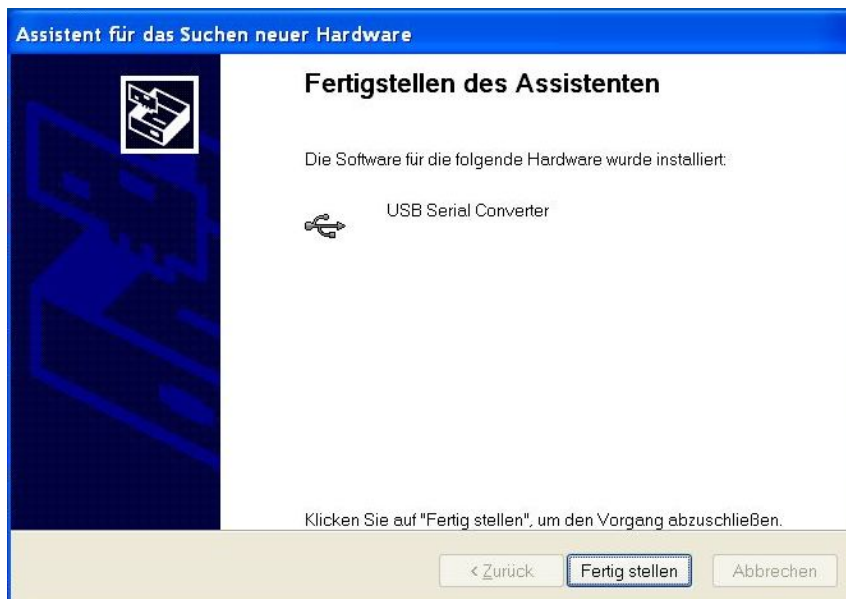 Assistent für das Suchen neuer Hardware
Fertigstellen des Assistenten
Die Software für die folgende Hardware wurde installiert:
USB Serial Converter
Klicken Sie auf "Fertig stellen", um den Vorgang abzuschließen.
< Zurück Fertig stellen Abbrechen